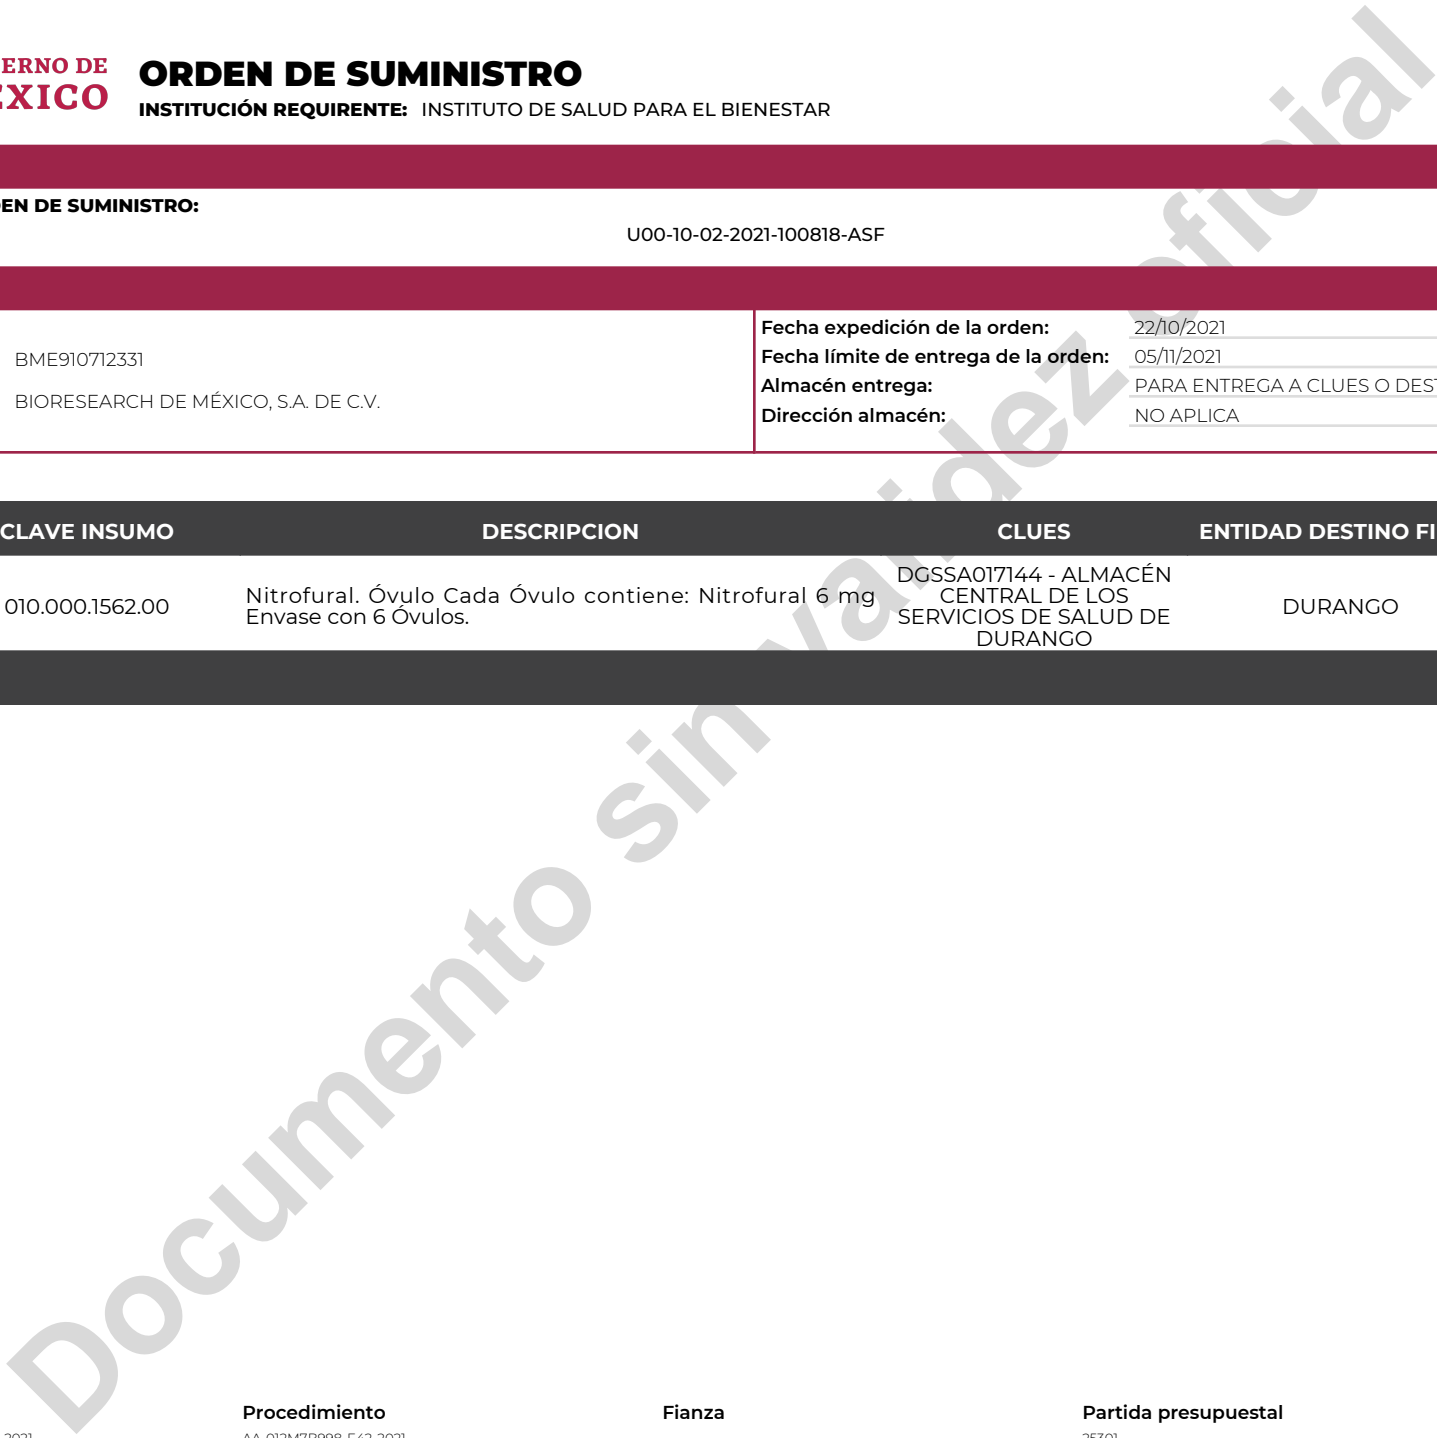 ERNO DE
ÉXICO
ORDEN DE SUMINISTRO
INSTITUCIÓN REQUIRENTE: INSTITUTO DE SALUD PARA EL BIENESTAR
EN DE SUMINISTRO:
U00-10-02-2021-100818-ASF
BME910712331
BIORESEARCH DE MÉXICO, S.A. DE C.V.
Fecha expedición de la orden: 22/10/2021
Fecha límite de entrega de la orden: 05/11/2021
Almacén entrega: PARA ENTREGA A CLUES O DEST
Dirección almacén: NO APLICA
CLAVE INSUMO DESCRIPCION CLUES ENTIDAD DESTINO FI
010.000.1562.00
Nitrofural. Óvulo Cada Óvulo contiene: Nitrofural 6 mg
Envase con 6 Óvulos.
DGSSA017144 - ALMACÉN
CENTRAL DE LOS
SERVICIOS DE SALUD DE
DURANGO
DURANGO
Documento sin validez oficial
Procedimiento Fianza Partida presupuestal